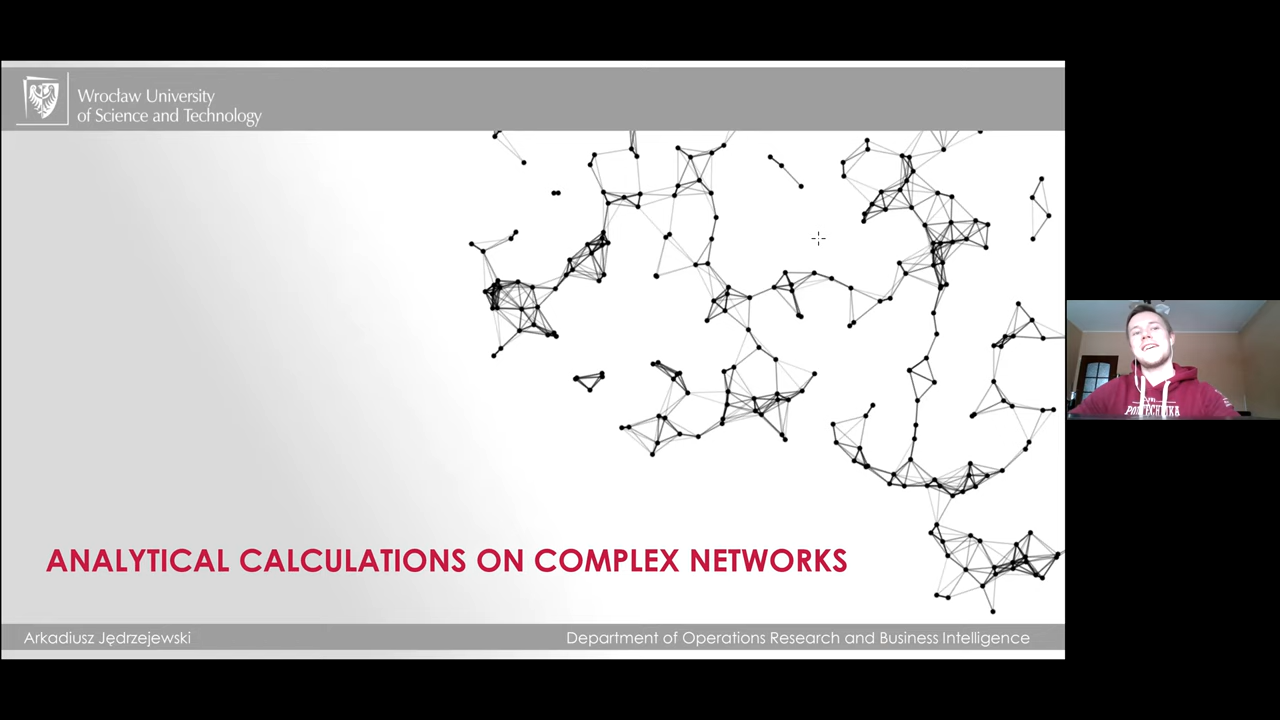 Wrocław University
of Science and Technology
ANALYTICAL CALCULATIONS ON COMPLEX NETWORKS
Arkadiusz Jędrzejewski
Department of Operations Research and Business Intelligence